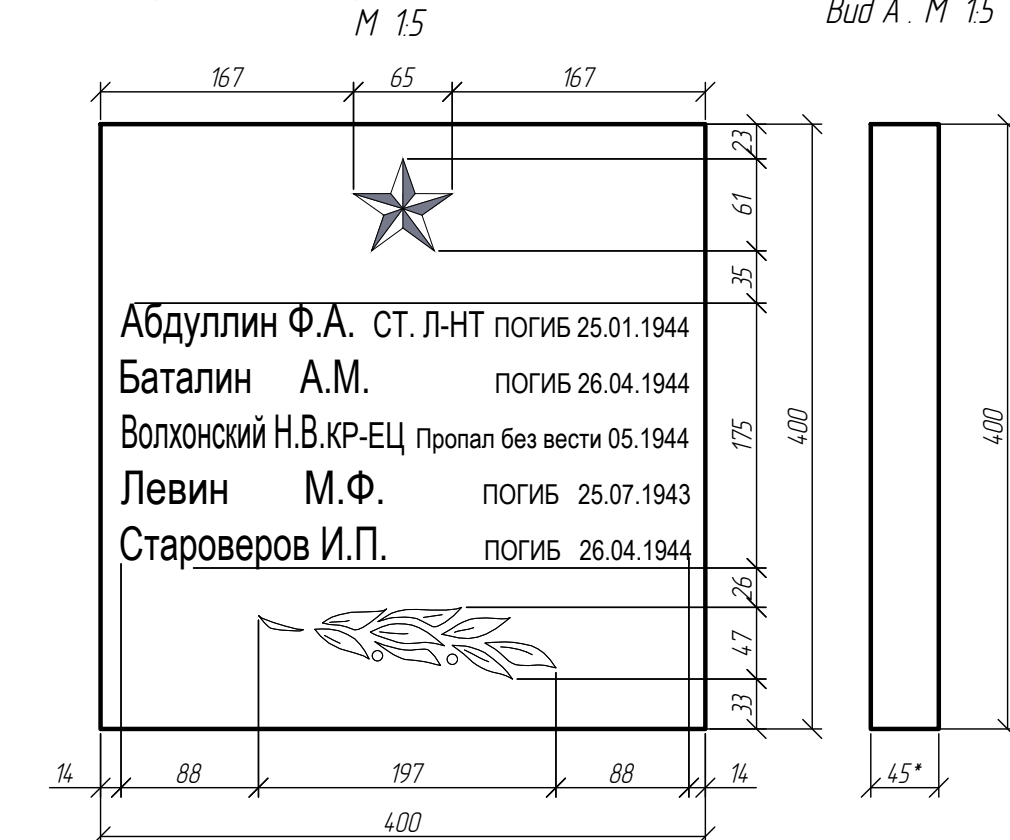 М 1:5
Вид А. М 1:5
167 65 167
23
61
35
175
400
400
Абдуллин Ф.А. СТ. Л-НТ ПОГИБ 25.01.1944
Баталин А.М. ПОГИБ 26.04.1944
Волхонский Н.В.КР-ЕЦ Пропал без вести 05.1944
Левин М.Ф. ПОГИБ 25.07.1943
Староверов И.П. ПОГИБ 26.04.1944
26
47
33
14 88 197 88 14
45*
400